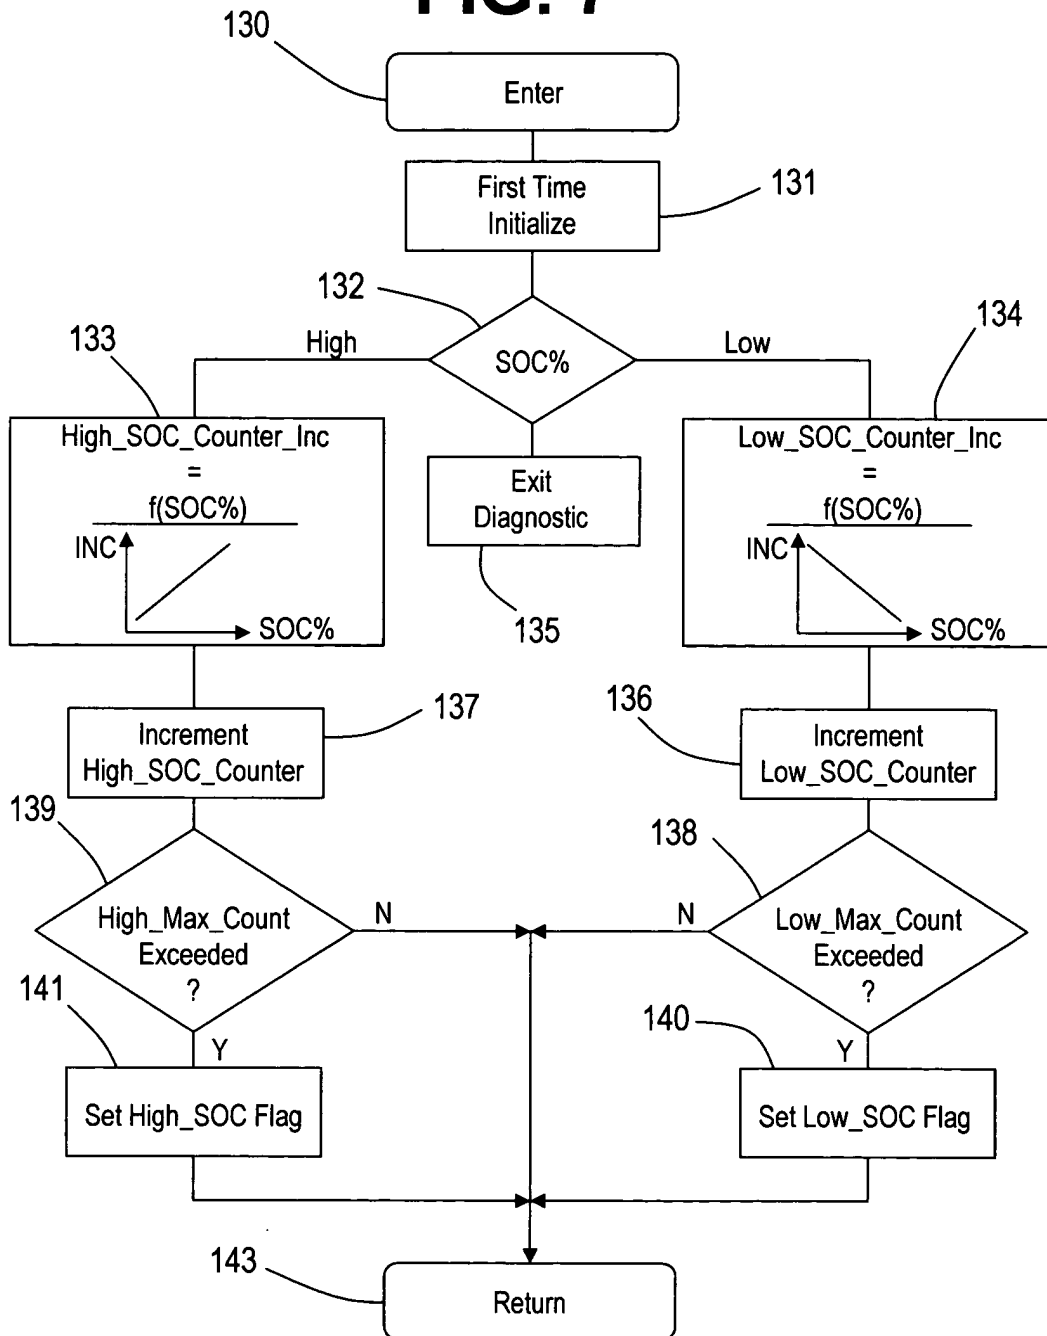 FIG. 7
130
Enter
First Time
Initialize
131
132
SOC%
High
Low
133
134
High_SOC_Counter_Inc
=
f(SOC%)
INC
SOC%
Exit
Diagnostic
135
Low_SOC_Counter_Inc
=
f(SOC%)
INC
SOC%
Increment
High_SOC_Counter
137
136
Increment
Low_SOC_Counter
139
High_Max_Count
Exceeded
?
N
Y
138
N
Low_Max_Count
Exceeded
?
Y
141
Set High_SOC Flag
140
Set Low_SOC Flag
143
Return